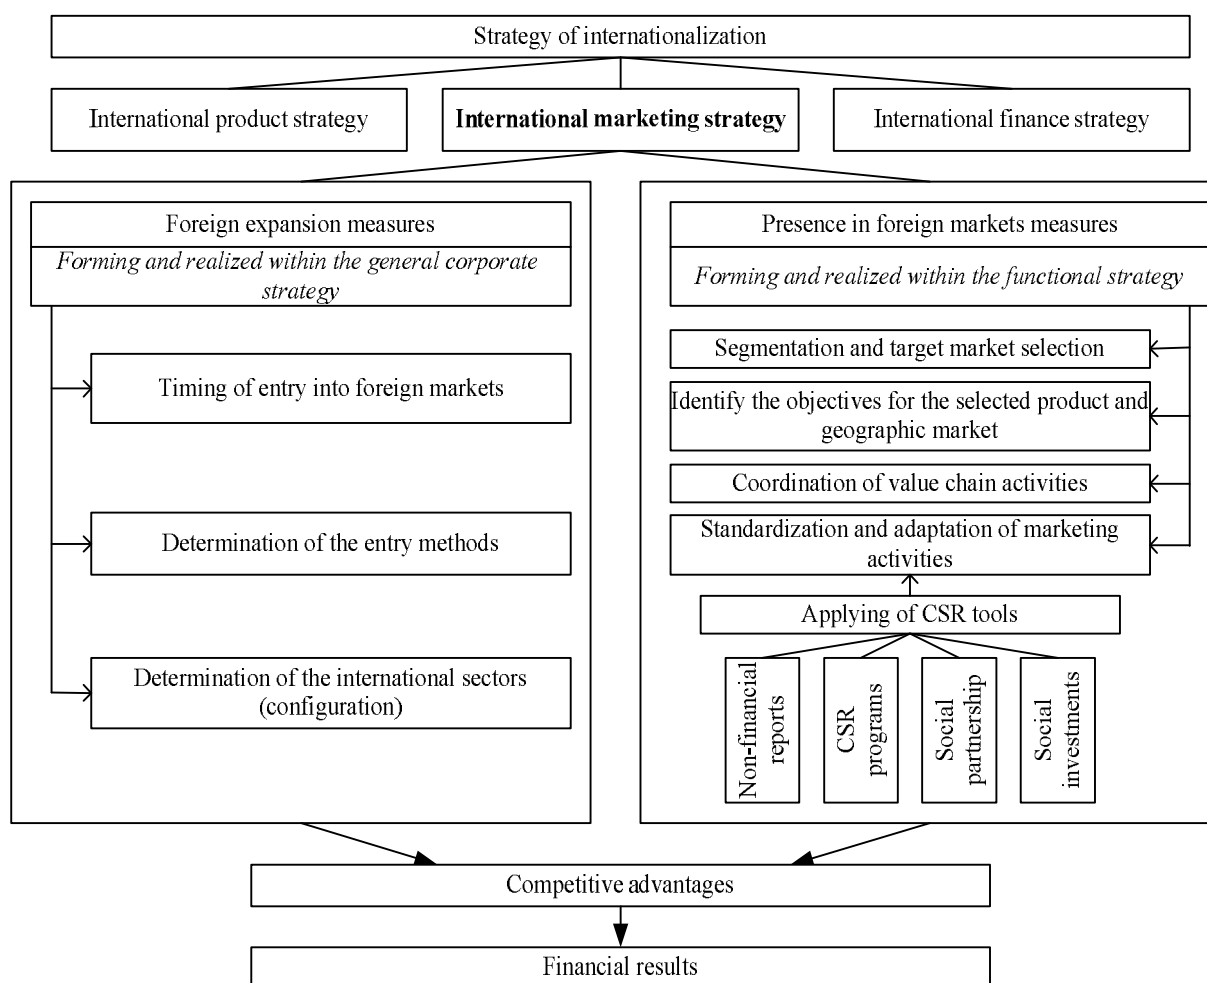 Strategy of internationalization
International product strategy
International marketing strategy
International finance strategy
Foreign expansion measures
Forming and realized within the general corporate
strategy
Timing of entry into foreign markets
Determination of the entry methods
Determination of the international sectors
(configuration)
Presence in foreign markets measures
Forming and realized within the functional strategy
Segmentation and target market selection
Identify the objectives for the selected product and
geographic market
Coordination of value chain activities
Standardization and adaptation of marketing
activities
Applying of CSR tools
Non-financial
reports
CSR
programs
Social
partnership
Social
investments
Competitive advantages
Financial results